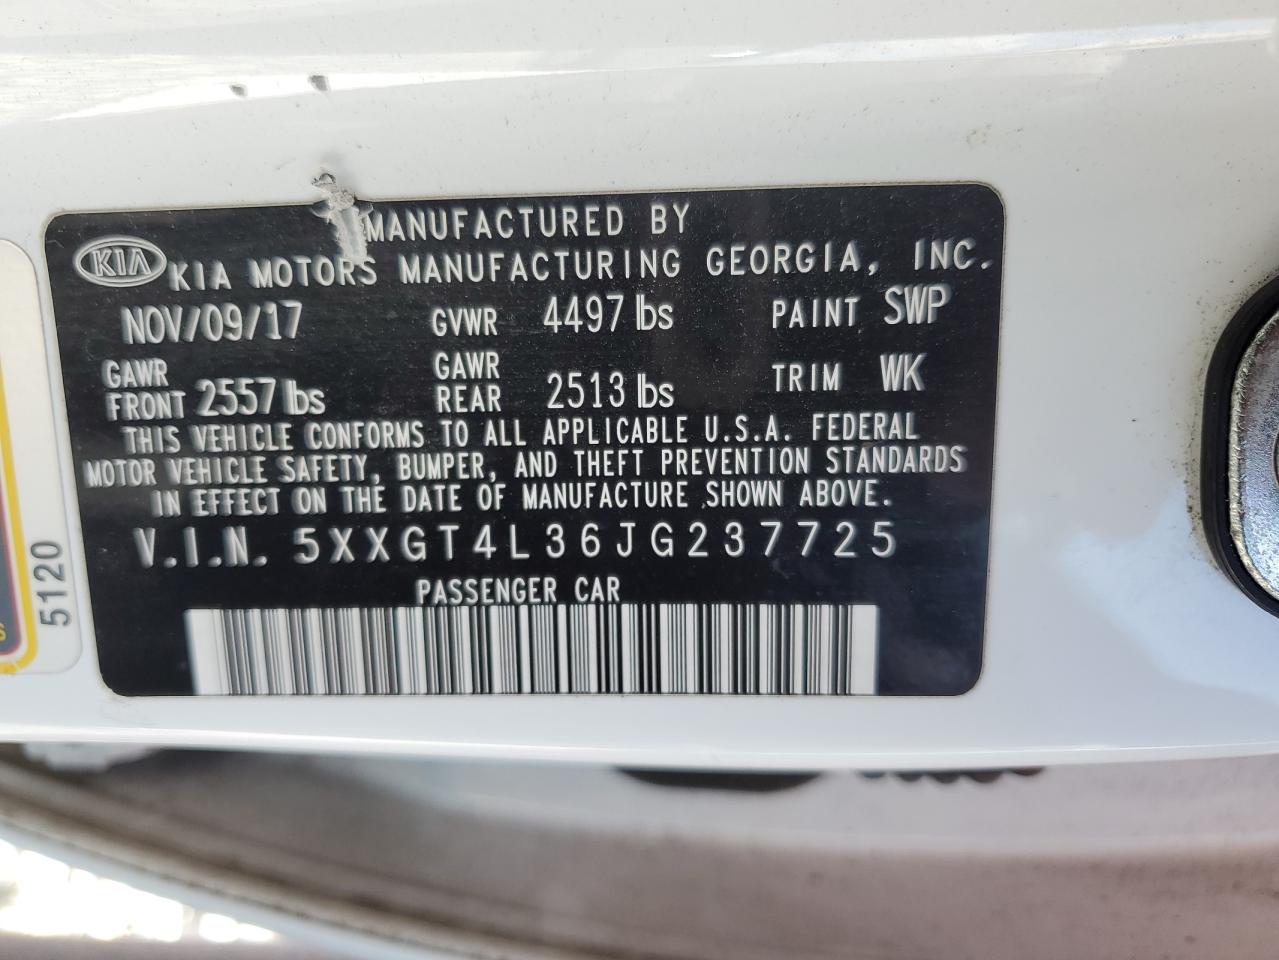 MANUFACTURED BY
KIA KIA MOTORS MANUFACTURING GEORGIA, INC.
NOV/09/17 GVWR 4497 lbs PAINT SWP
GAWR FRONT 2557 lbs GAWR REAR 2513 lbs TRIM WK
THIS VEHICLE CONFORMS TO ALL APPLICABLE U.S.A. FEDERAL
MOTOR VEHICLE SAFETY, BUMPER, AND THEFT PREVENTION STANDARDS
IN EFFECT ON THE DATE OF MANUFACTURE SHOWN ABOVE.
V.I.N. 5XXGT4L36JG237725
PASSENGER CAR
5120